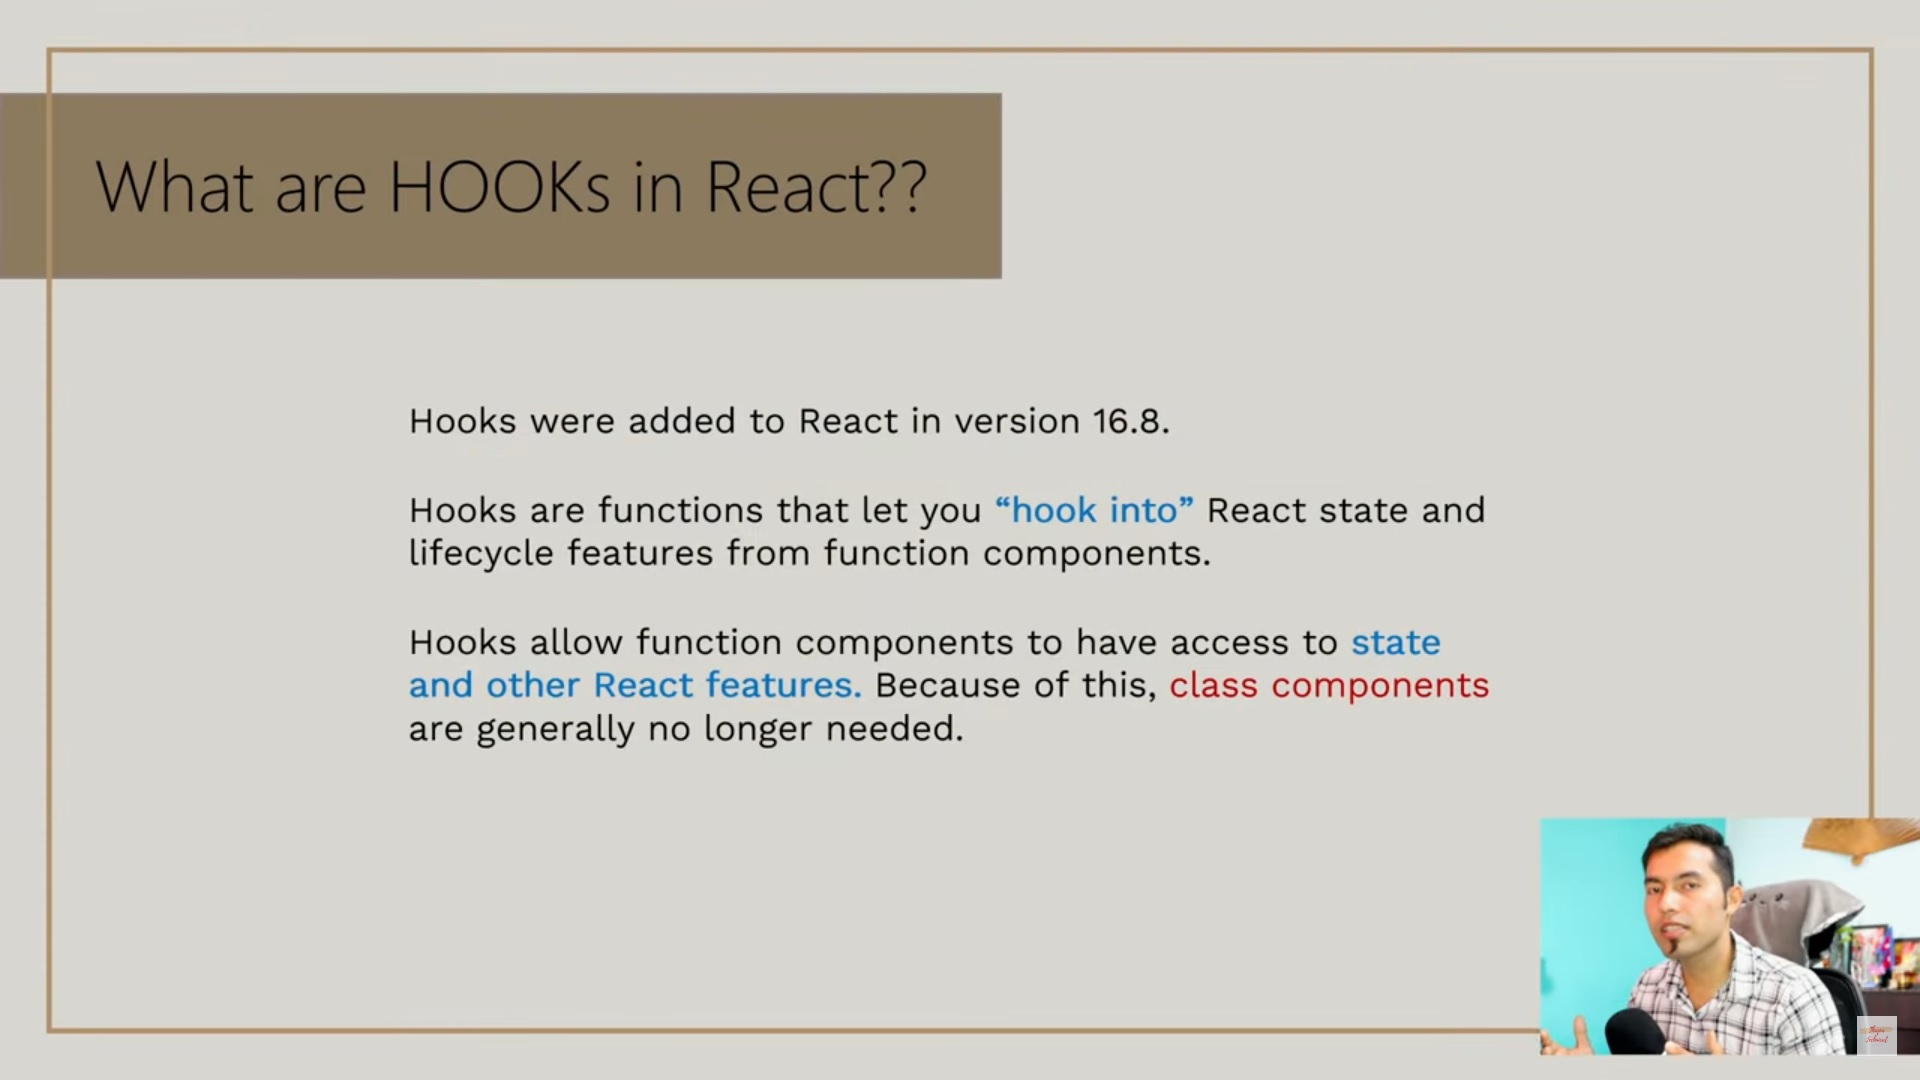 What are HOOKs in React??
Hooks were added to React in version 16.8.
Hooks are functions that let you “hook into” React state and
lifecycle features from function components.
Hooks allow function components to have access to state
and other React features. Because of this, class components
are generally no longer needed.